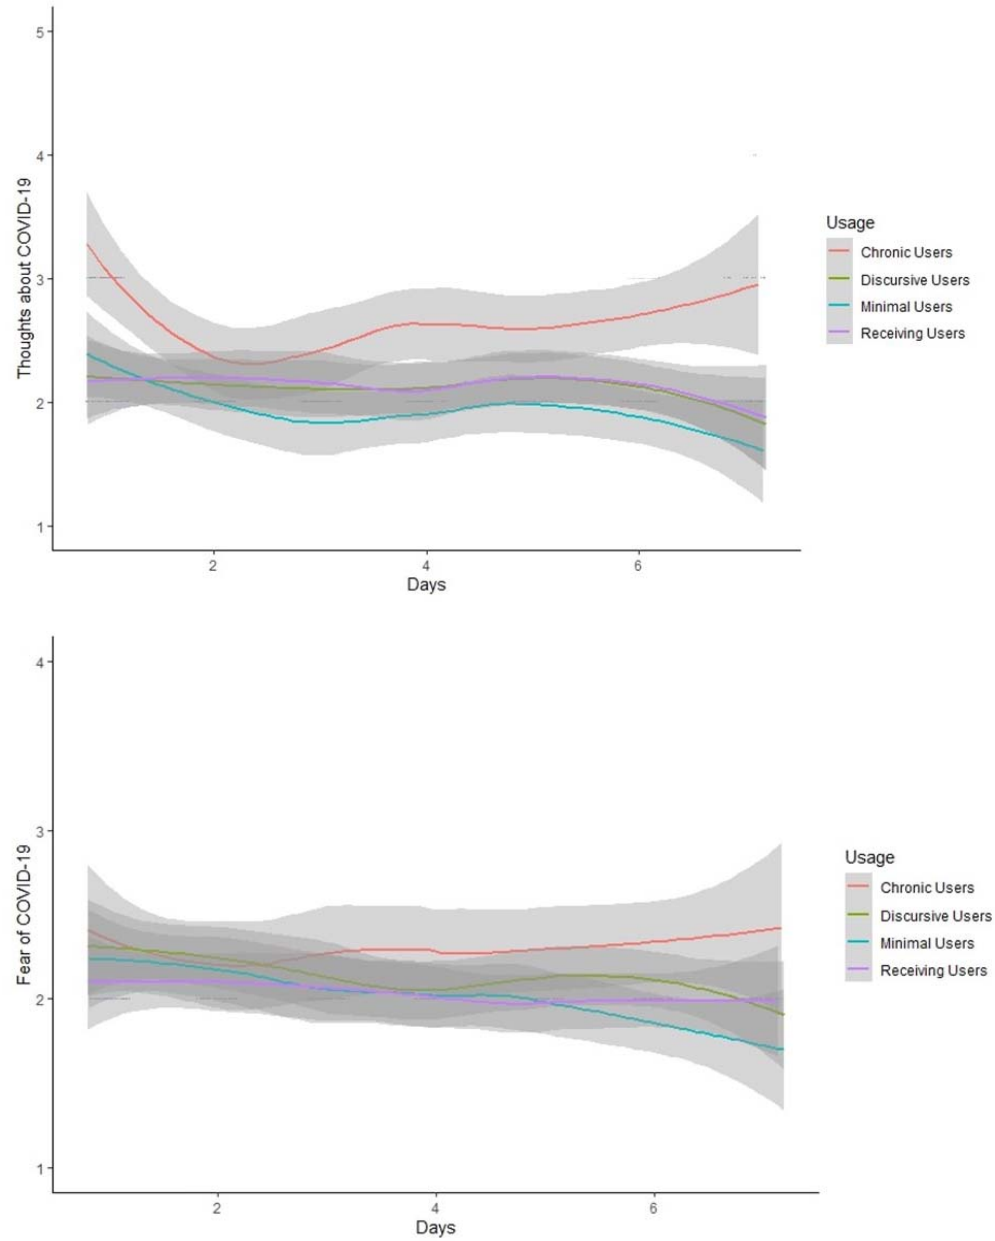 5
4
3
2
1
Thoughts about COVID-19
2
4
6
Days
Usage
Chronic Users
Discursive Users
Minimal Users
Receiving Users
4
3
2
1
Fear of COVID-19
2
4
6
Days
Usage
Chronic Users
Discursive Users
Minimal Users
Receiving Users